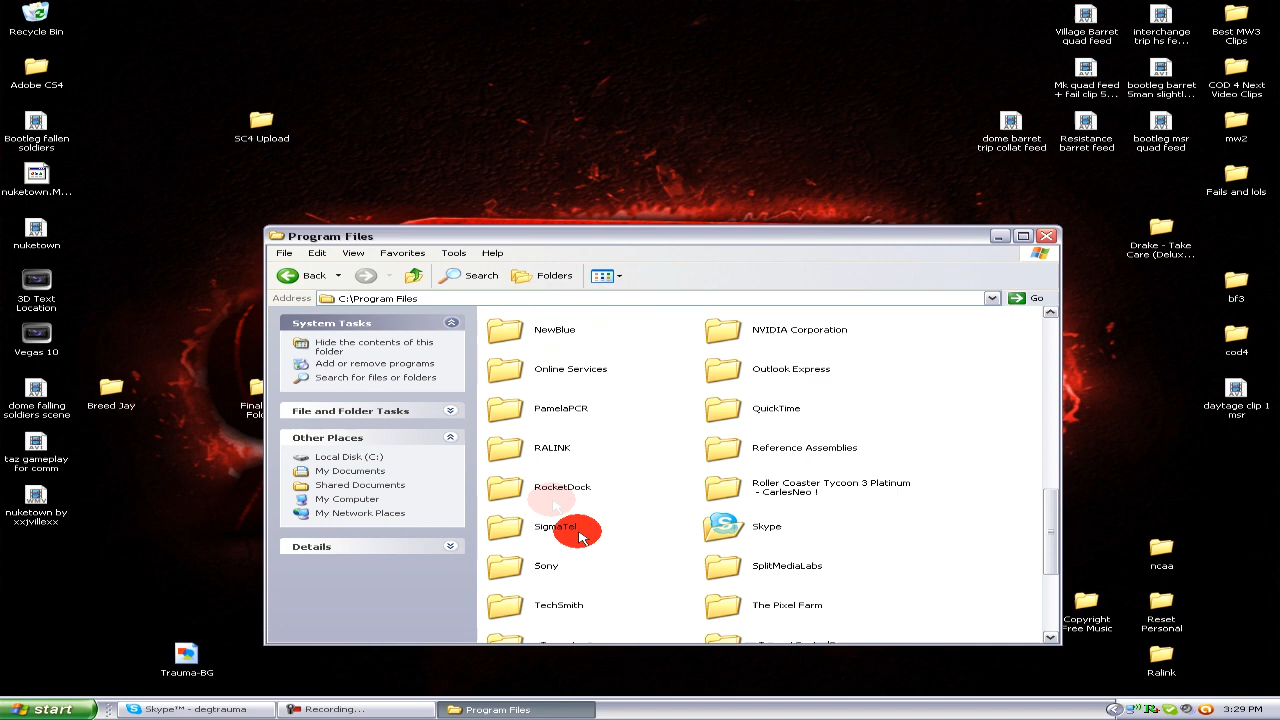 Recycle Bin
Adobe CS4
Bootleg fallen
soldiers
nuketown.M...
nuketown
3D Text
Location
Vegas 10
dome falling
soldiers scene
taz gameplay
for comm
nuketown by
xxjvillexx
Breed Jay
SC4 Upload
Trauma-BG
Village Barret
quad feed
interchange
trip hs fe...
Best MW3
Clips
Mk quad feed
+ fail clip 5...
bootleg barret
5man slightl...
COD 4 Next
Video Clips
dome barret
trip collat feed
Resistance
barret feed
bootleg msr
quad feed
mw2
Fails and lols
Drake - Take
Care (Delux...
bf3
cod4
daytage clip 1
msr
ncaa
Copyright
Free Music
Reset
Personal
Ralink
Program Files
File Edit View Favorites Tools Help
Back Search Folders
Address C:\Program Files Go
System Tasks
Hide the contents of this
folder
Add or remove programs
Search for files or folders
File and Folder Tasks
Other Places
Local Disk (C:)
My Documents
Shared Documents
My Computer
My Network Places
Details
NewBlue NVIDIA Corporation
Online Services Outlook Express
PamelaPCR QuickTime
RALINK Reference Assemblies
RocketDock Roller Coaster Tycoon 3 Platinum
- CarlesNeo !
SigmaTel Skype
Sony SplitMediaLabs
TechSmith The Pixel Farm
start Skype™ - degtrauma Recording... Program Files 3:29 PM